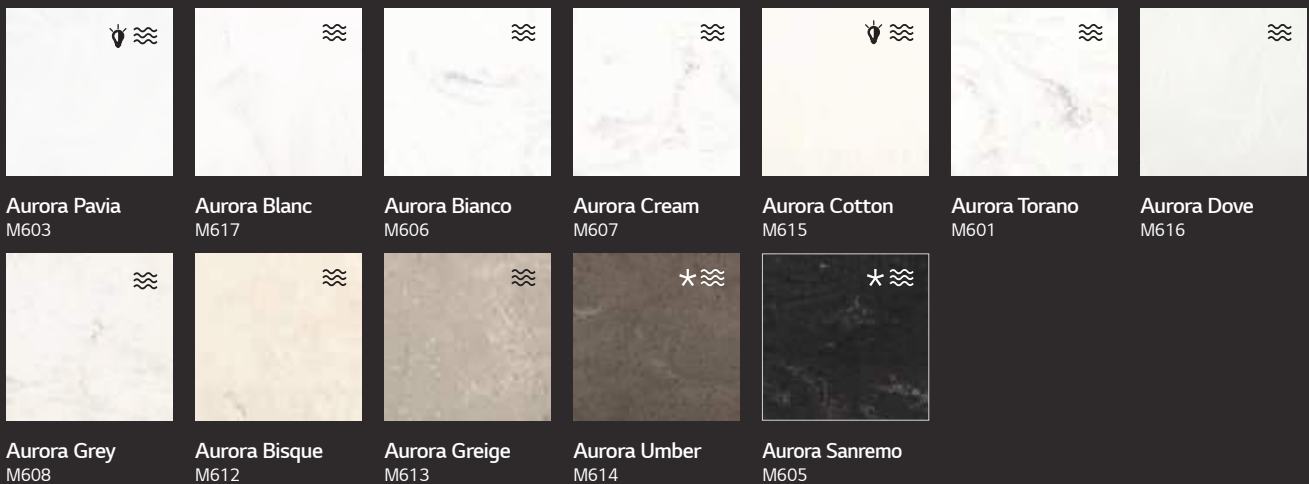 Aurora Pavia
M603
Aurora Blanc
M617
Aurora Bianco
M606
Aurora Cream
M607
Aurora Cotton
M615
Aurora Torano
M601
Aurora Dove
M616
Aurora Grey
M608
Aurora Bisque
M612
Aurora Greige
M613
Aurora Umber
M614
Aurora Sanremo
M605